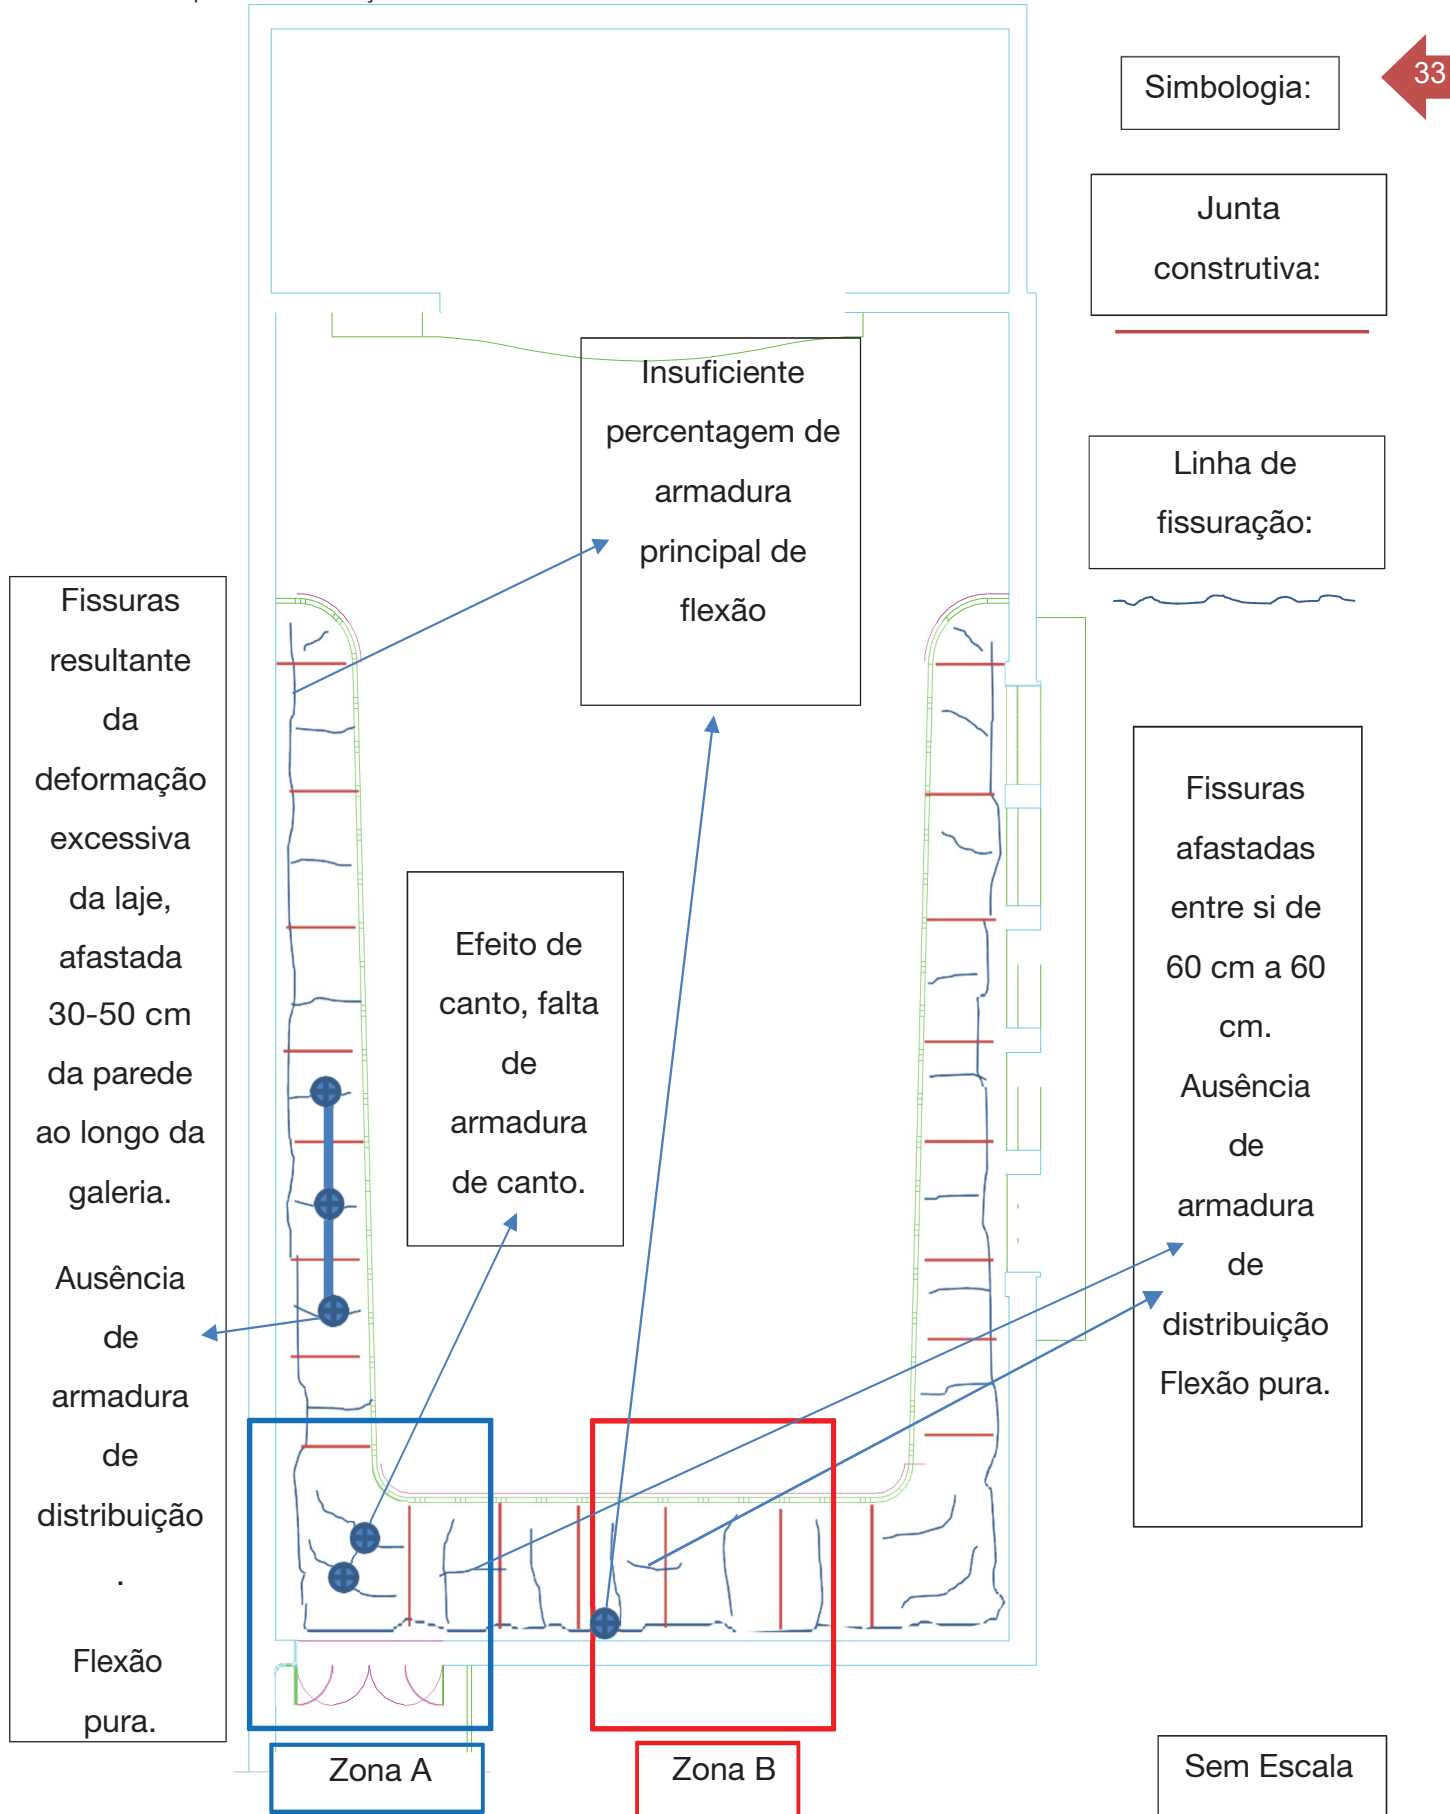 33
Simbologia:
Junta
construtiva:
Linha de
fissuração:
Insuficiente
percentagem de
armadura
principal de
flexão
Fissuras
resultante
da
deformação
excessiva
da laje,
afastada
30-50 cm
da parede
ao longo da
galeria.
Ausência
de
armadura
de
distribuição
.
Flexão
pura.
Efeito de
canto, falta
de
armadura
de canto.
Fissuras
afastadas
entre si de
60 cm a 60
cm.
Ausência
de
armadura
de
distribuição
Flexão pura.
Zona A
Zona B
Sem Escala